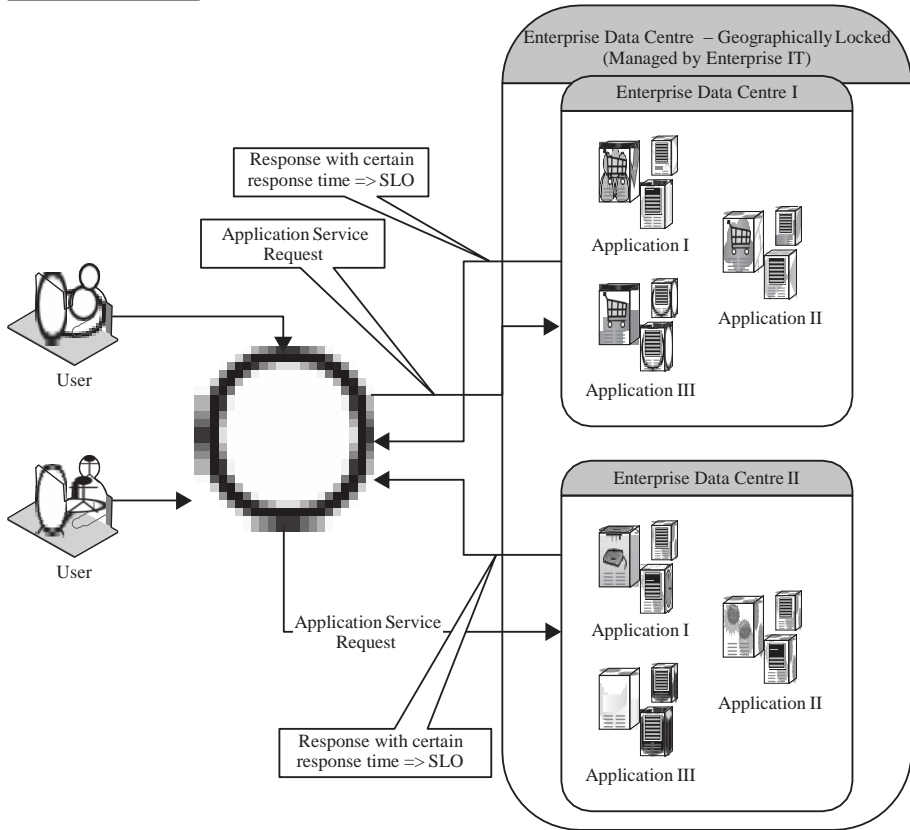 Enterprise Data Centre – Geographically Locked
(Managed by Enterprise IT)
Enterprise Data Centre I
Response with certain
response time => SLO
Application Service
Request
Application I
Application II
Application III
User
User
Enterprise Data Centre II
Application I
Application II
Application III
Application Service
Request
Response with certain
response time => SLO